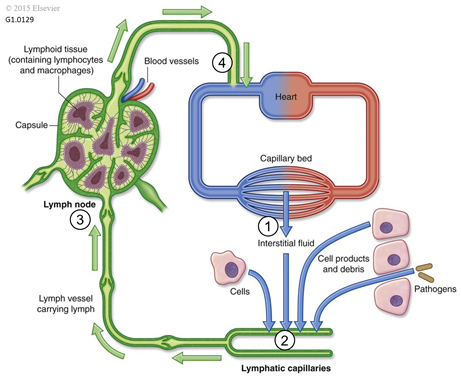 © 2015 Elsevier
G1.0129
Lymphoid tissue
(containing lymphocytes
and macrophages)
Blood vessels
4
Heart
Capsule
Capillary bed
Lymph node
3
1
Interstitial fluid
Cell products
and debris
Cells
Pathogens
Lymph vessel
carrying lymph
2
Lymphatic capillaries